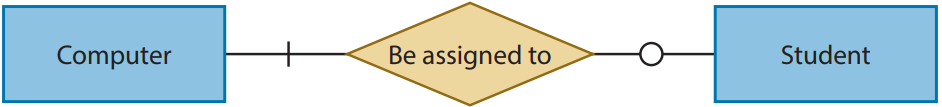 Computer
Be assigned to
Student